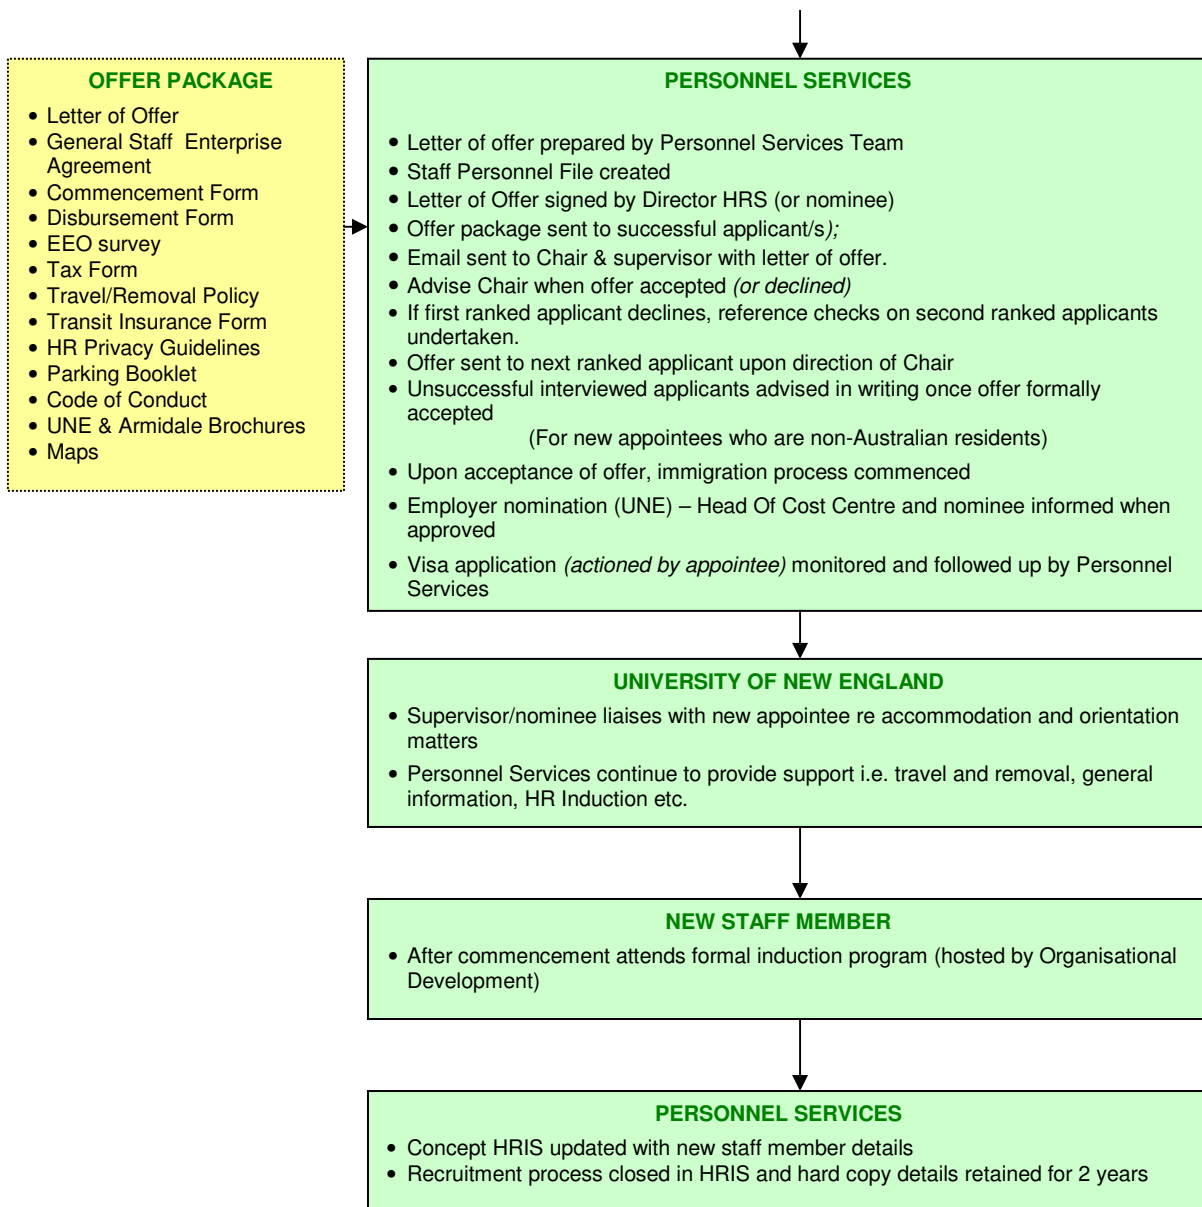 OFFER PACKAGE
• Letter of Offer
• General Staff  Enterprise
Agreement
• Commencement Form
• Disbursement Form
• EEO survey
• Tax Form
• Travel/Removal Policy
• Transit Insurance Form
• HR Privacy Guidelines
• Parking Booklet
• Code of Conduct
• UNE & Armidale Brochures
• Maps
PERSONNEL SERVICES
• Letter of offer prepared by Personnel Services Team
• Staff Personnel File created
• Letter of Offer signed by Director HRS (or nominee)
• Offer package sent to successful applicant/s);
• Email sent to Chair & supervisor with letter of offer.
• Advise Chair when offer accepted (or declined)
• If first ranked applicant declines, reference checks on second ranked applicants
undertaken.
• Offer sent to next ranked applicant upon direction of Chair
• Unsuccessful interviewed applicants advised in writing once offer formally
accepted
(For new appointees who are non-Australian residents)
• Upon acceptance of offer, immigration process commenced
• Employer nomination (UNE) – Head Of Cost Centre and nominee informed when
approved
• Visa application (actioned by appointee) monitored and followed up by Personnel
Services
UNIVERSITY OF NEW ENGLAND
• Supervisor/nominee liaises with new appointee re accommodation and orientation
matters
• Personnel Services continue to provide support i.e. travel and removal, general
information, HR Induction etc.
NEW STAFF MEMBER
• After commencement attends formal induction program (hosted by Organisational
Development)
PERSONNEL SERVICES
• Concept HRIS updated with new staff member details
• Recruitment process closed in HRIS and hard copy details retained for 2 years